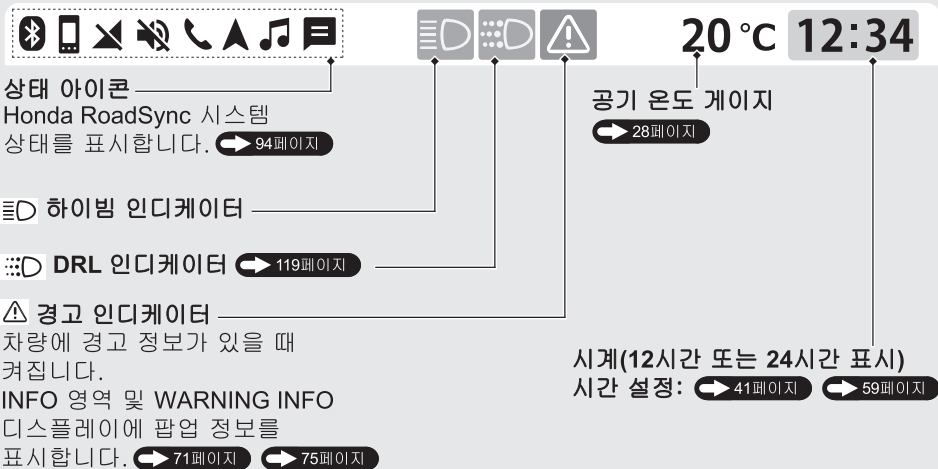 20 °C 12:34
상태 아이콘
Honda RoadSync 시스템
상태를 표시합니다. 94페이지
하이빔 인디케이터
DRL 인디케이터 119페이지
경고 인디케이터
차량에 경고 정보가 있을 때
켜집니다.
INFO 영역 및 WARNING INFO
디스플레이에 팝업 정보를
표시합니다. 71페이지 75페이지
공기 온도 게이지
28페이지
시계(12시간 또는 24시간 표시)
시간 설정: 41페이지 59페이지